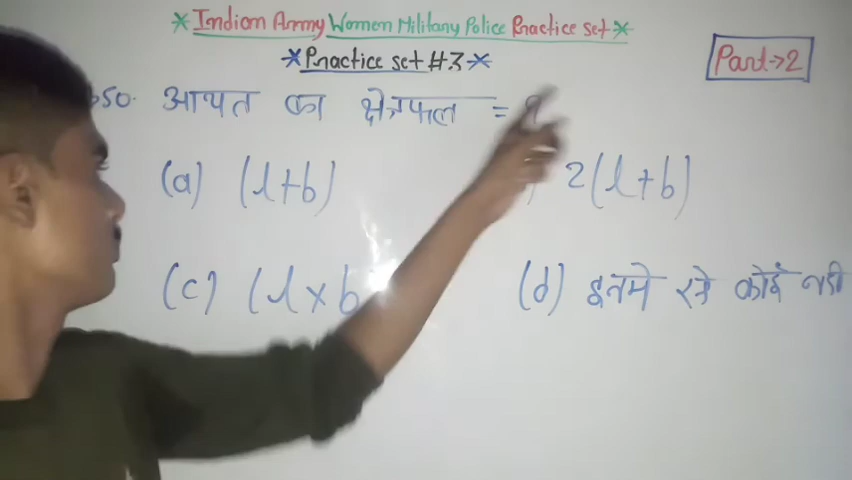 *Indian Army Women Military Police Practice set*
*Practice set #3*
Part→2
50. आयत का क्षेत्रफल = ?
(a) (l+b)
) 2(l+b)
(c) (l×b
(d) इनमे से कोई नही